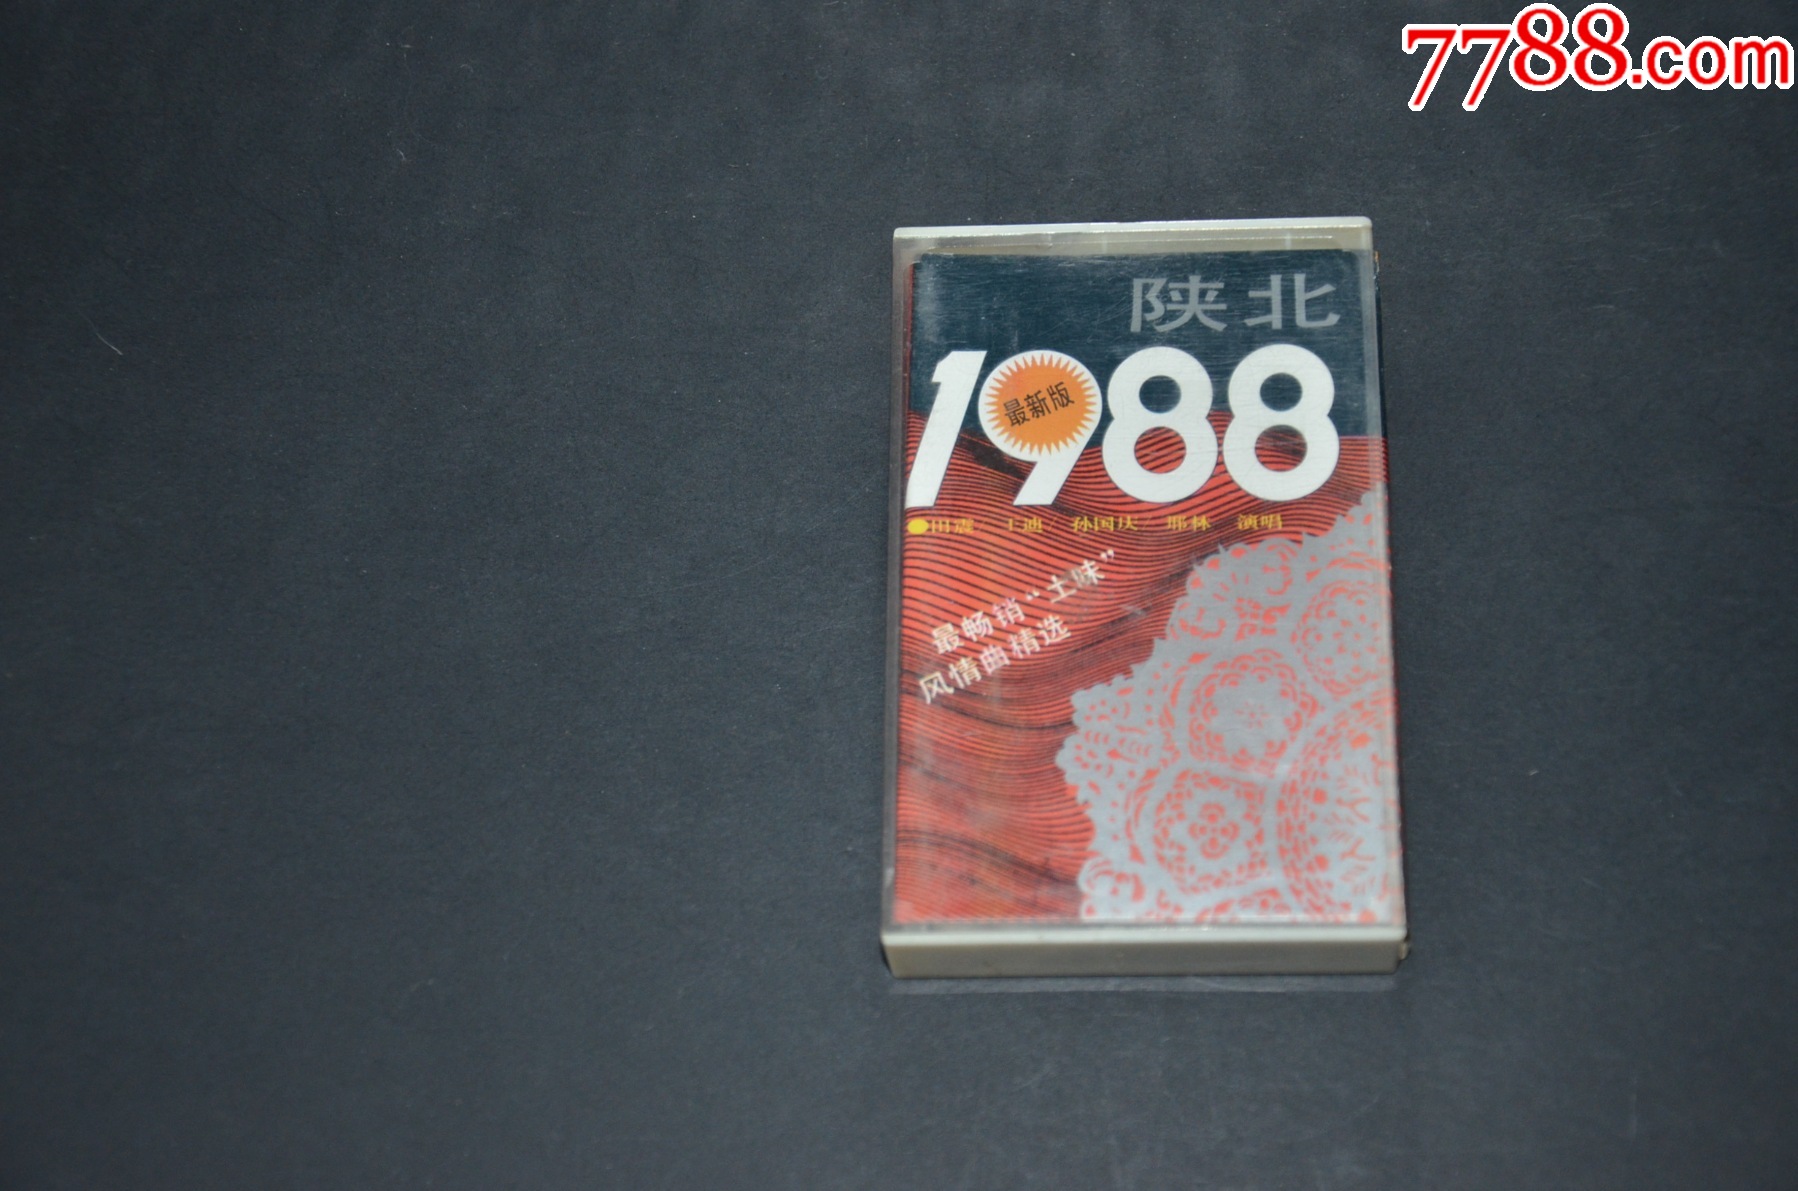 7788.com
陕北
1988
最新版
田震/王迪/孙国庆/那林 演唱
最畅销“土味”
风情曲精选